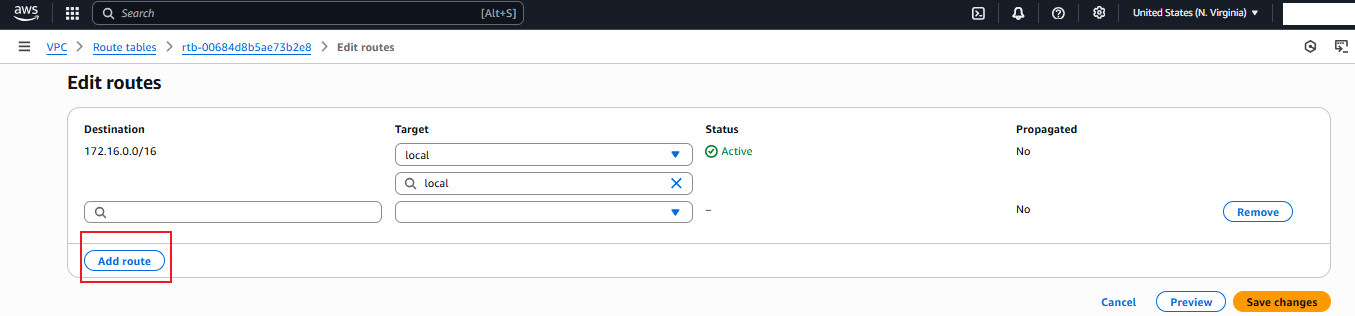 aws Search [Alt+S] United States (N. Virginia)
VPC > Route tables > rtb-00684d8b5ae73b2e8 > Edit routes
Edit routes
Destination Target Status Propagated
172.16.0.0/16 local Active No
local
– No Remove
Add route
Cancel Preview Save changes